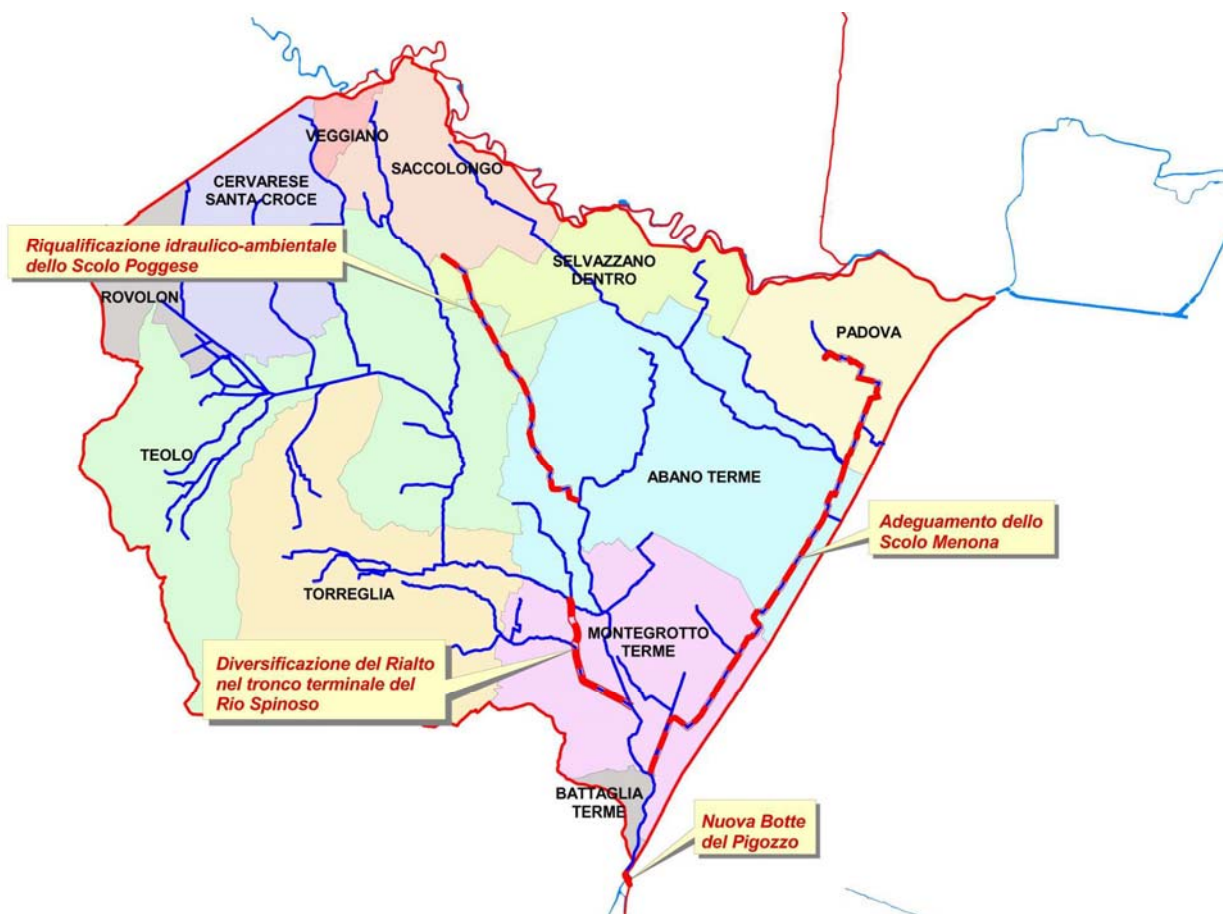 VEGGIANO
SACCOLONGO
CERVARESE
SANTA CROCE
Riqualificazione idraulico-ambientale
dello Scolo Poggese
SELVAZZANO
DENTRO
ROVOLON
PADOVA
TEOLO
ABANO TERME
Adeguamento dello
Scolo Menona
TORREGLIA
MONTEGROTTO
TERME
Diversificazione del Rialto
nel tronco terminale del
Rio Spinoso
BATTAGLIA
TERME
Nuova Botte
del Pigozzo